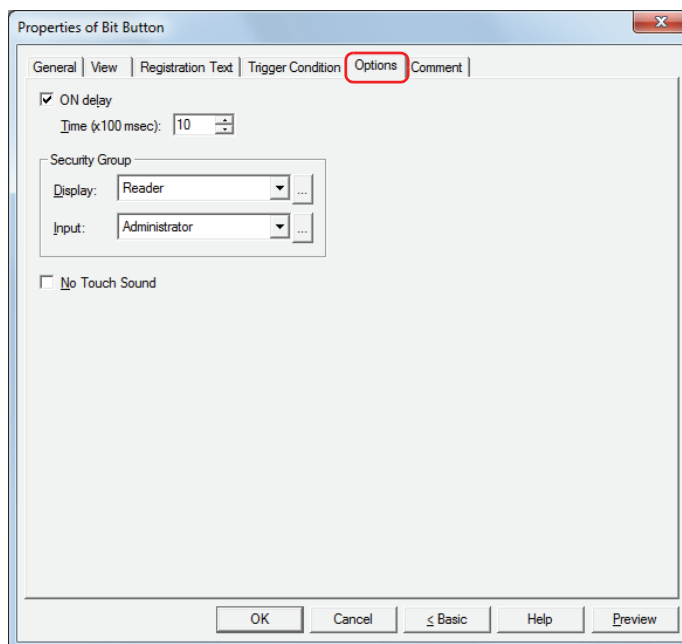 Properties of Bit Button
General View Registration Text Trigger Condition Options Comment
ON delay
Time (x100 msec): 10
Security Group
Display: Reader ...
Input: Administrator ...
No Touch Sound
OK Cancel < Basic Help Preview